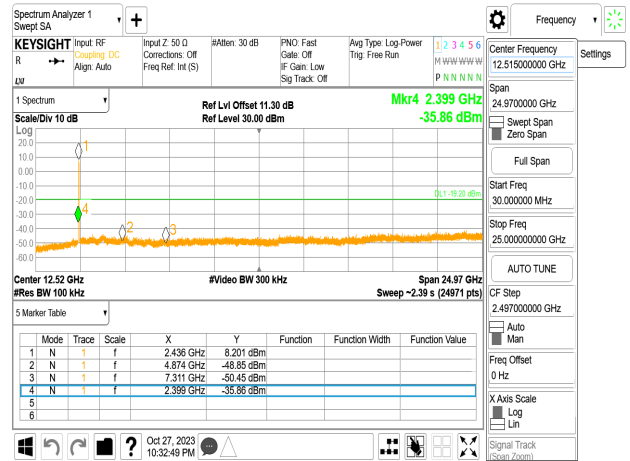 Spectrum Analyzer 1
Swept SA
Frequency
KEYSIGHT
R
Input: RF
Coupling: DC
Align: Auto
Input Z: 50 Ω
Corrections: Off
Freq Ref: Int (S)
#Atten: 30 dB
PNO: Fast
Gate: Off
IF Gain: Low
Sig Track: Off
Avg Type: Log-Power
Trig: Free Run
1 2 3 4 5 6
M W W W W W
P N N N N N
LXI
Center Frequency
12.515000000 GHz
Settings
1 Spectrum
Scale/Div 10 dB
Ref Lvl Offset 11.30 dB
Ref Level 30.00 dBm
Mkr4 2.399 GHz
-35.86 dBm
Log
20.0
10.0
0.00
-10.0
-20.0
-30.0
-40.0
-50.0
-60.0
1
4
2
3
DL1 -19.20 dBm
Center 12.52 GHz
#Res BW 100 kHz
#Video BW 300 kHz
Span 24.97 GHz
Sweep ~2.39 s (24971 pts)
Span
24.9700000 GHz
Swept Span
Zero Span
Full Span
Start Freq
30.000000 MHz
Stop Freq
25.000000000 GHz
AUTO TUNE
CF Step
2.497000000 GHz
Auto
Man
Freq Offset
0 Hz
X Axis Scale
Log
Lin
Signal Track
(Span Zoom)
5 Marker Table
Mode Trace Scale X Y Function Function Width Function Value
1 N 1 f 2.436 GHz 8.201 dBm
2 N 1 f 4.874 GHz -48.85 dBm
3 N 1 f 7.311 GHz -50.45 dBm
4 N 1 f 2.399 GHz -35.86 dBm
5
6
?
Oct 27, 2023
10:32:49 PM